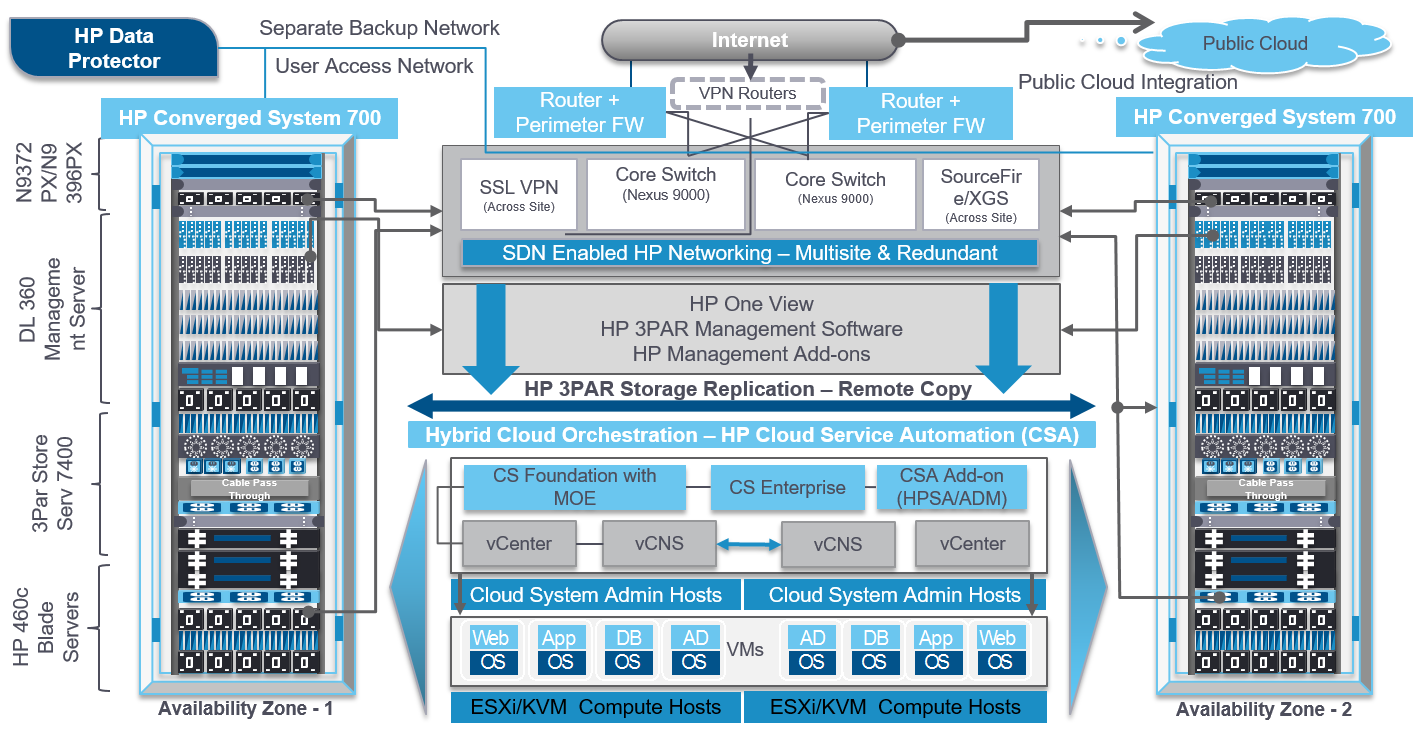 HP Data
Protector
Separate Backup Network
User Access Network
Internet
Public Cloud
Public Cloud Integration
VPN Routers
Router +
Perimeter FW
Router +
Perimeter FW
HP Converged System 700
HP Converged System 700
N9372
PX/N9
396PX
DL 360
Manageme
nt Server
3Par Store
Serv 7400
HP 460c
Blade
Servers
SSL VPN
(Across Site)
Core Switch
(Nexus 9000)
Core Switch
(Nexus 9000)
SourceFir
e/XGS
(Across Site)
SDN Enabled HP Networking – Multisite & Redundant
HP One View
HP 3PAR Management Software
HP Management Add-ons
HP 3PAR Storage Replication – Remote Copy
Hybrid Cloud Orchestration – HP Cloud Service Automation (CSA)
CS Foundation with
MOE
CS Enterprise
CSA Add-on
(HPSA/ADM)
vCenter
vCNS
vCNS
vCenter
Cloud System Admin Hosts
Cloud System Admin Hosts
Web
OS
App
OS
DB
OS
AD
OS
VMs
AD
OS
DB
OS
App
OS
Web
OS
ESXi/KVM Compute Hosts
ESXi/KVM Compute Hosts
Cable Pass
Through
Cable Pass
Through
Availability Zone - 1
Availability Zone - 2